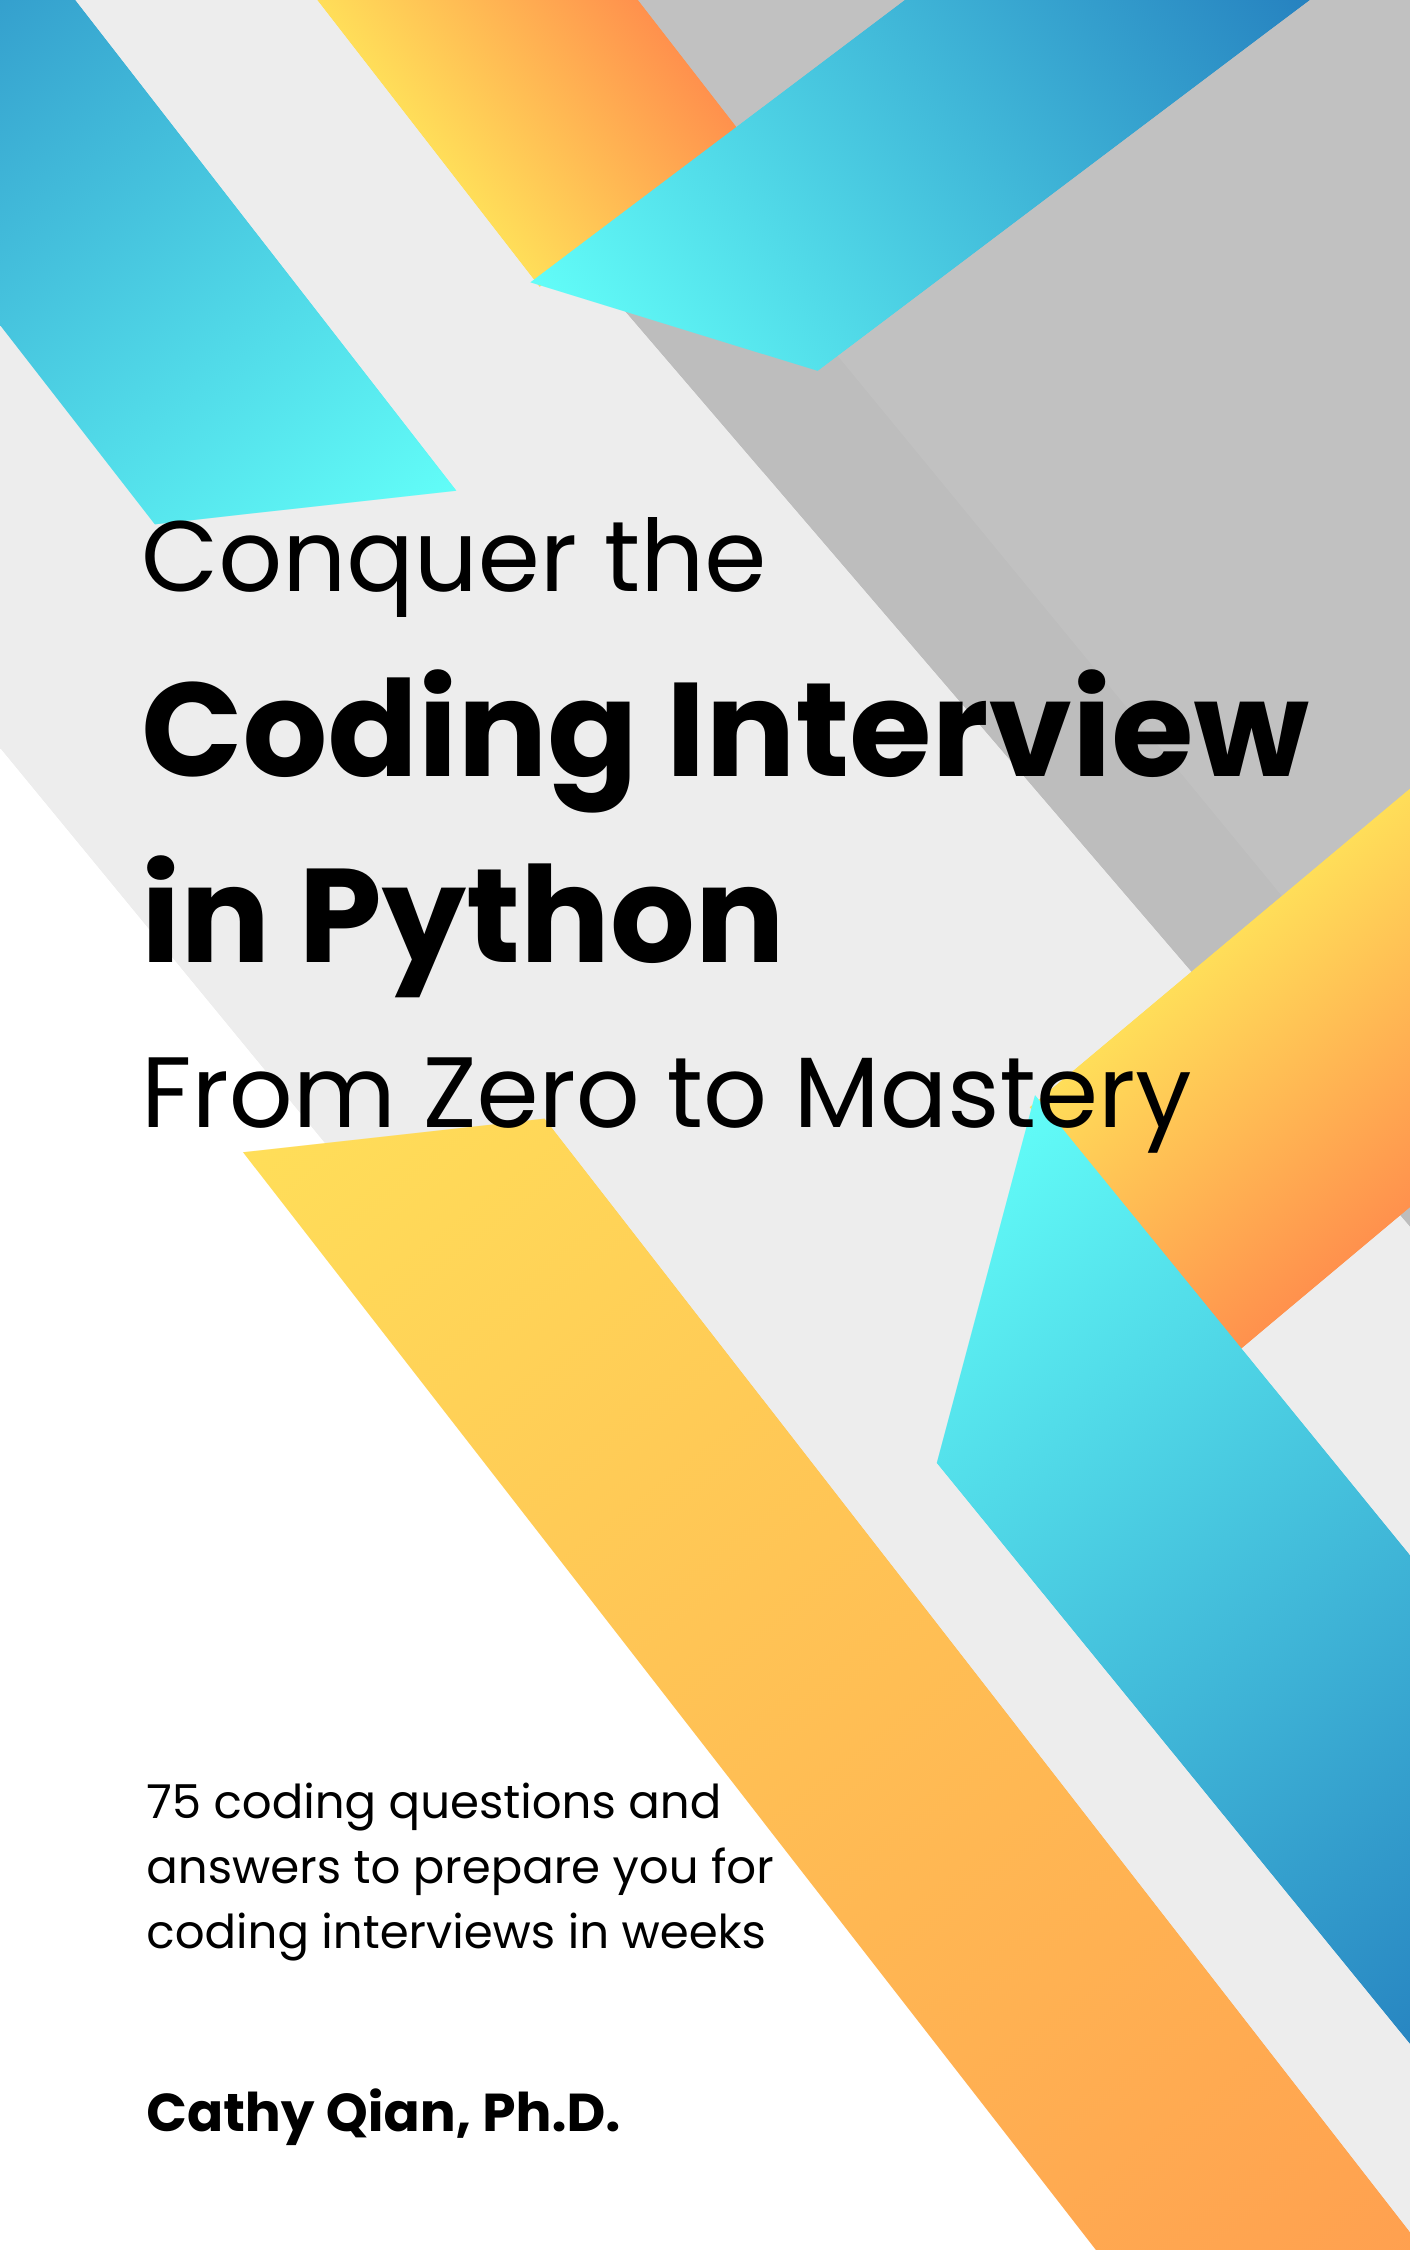 Conquer the
Coding Interview
in Python
From Zero to Mastery
75 coding questions and
answers to prepare you for
coding interviews in weeks
Cathy Qian, Ph.D.